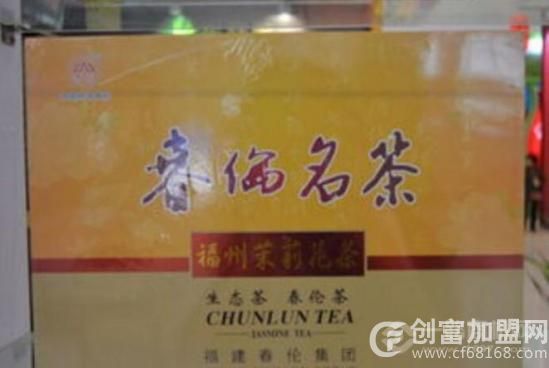 春倫名茶
福州茉莉花茶
生态茶 春伦茶
CHUNLUN TEA
JASMINE TEA
福建春伦集团
创富加盟网
www.cf68168.com